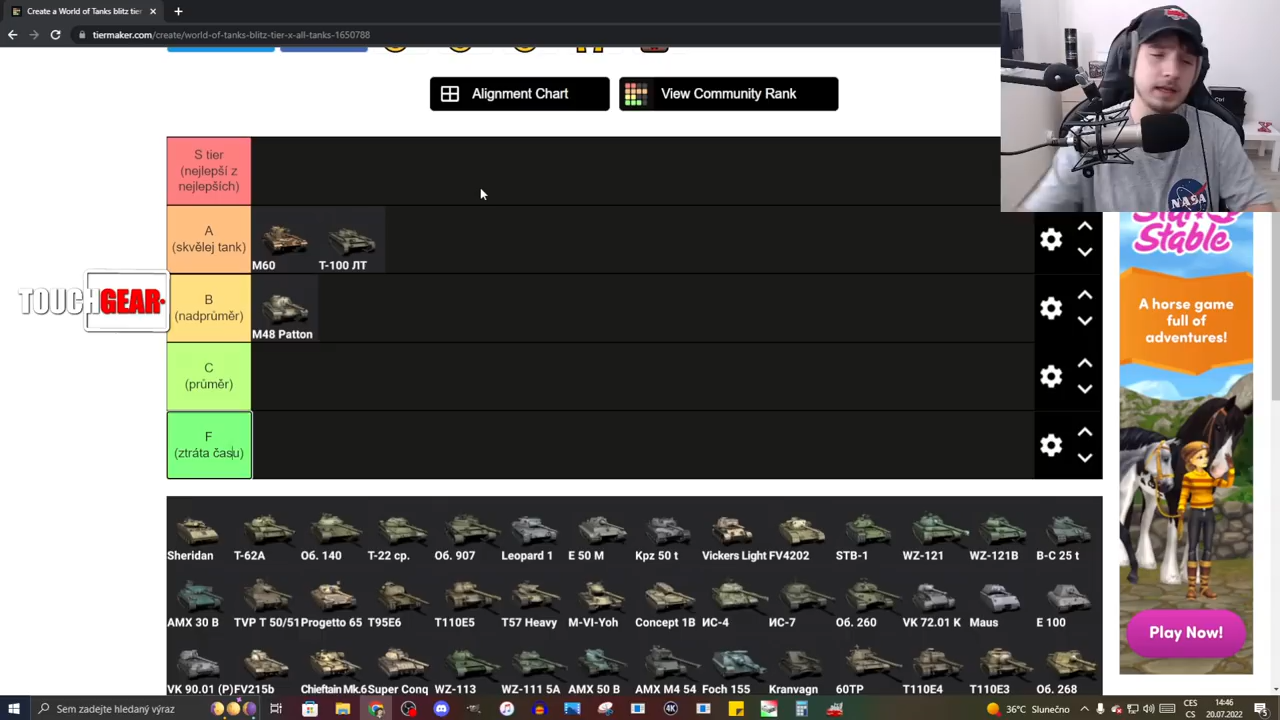 Create a World of Tanks blitz tier
tiermaker.com/create/world-of-tanks-blitz-tier-x-all-tanks-1650788
Alignment Chart
View Community Rank
S tier
(nejlepší z
nejlepších)
A
(skvělej tank)
M60
T-100 ЛТ
TOUCHGEAR
B
(nadprůměr)
M48 Patton
C
(průměr)
F
(ztráta času)
NASA
Ctrl
Stable
A horse game
full of
adventures!
Play Now!
Sheridan T-62A Об. 140 T-22 ср. Об. 907 Leopard 1 E 50 M Kpz 50 t Vickers Light FV4202 STB-1 WZ-121 WZ-121B B-C 25 t
AMX 30 B TVP T 50/51 Progetto 65 T95E6 T110E5 T57 Heavy M-VI-Yoh Concept 1B ИС-4 ИС-7 Об. 260 VK 72.01 K Maus E 100
VK 90.01 (P) FV215b Chieftain Mk.6 Super Conq WZ-113 WZ-111 5A AMX 50 B AMX M4 54 Foch 155 Kranvagn 60TP T110E4 T110E3 Об. 268
Sem zadejte hledaný výraz
36°C Slunečno
CES
CS
14:46
20.07.2022
5